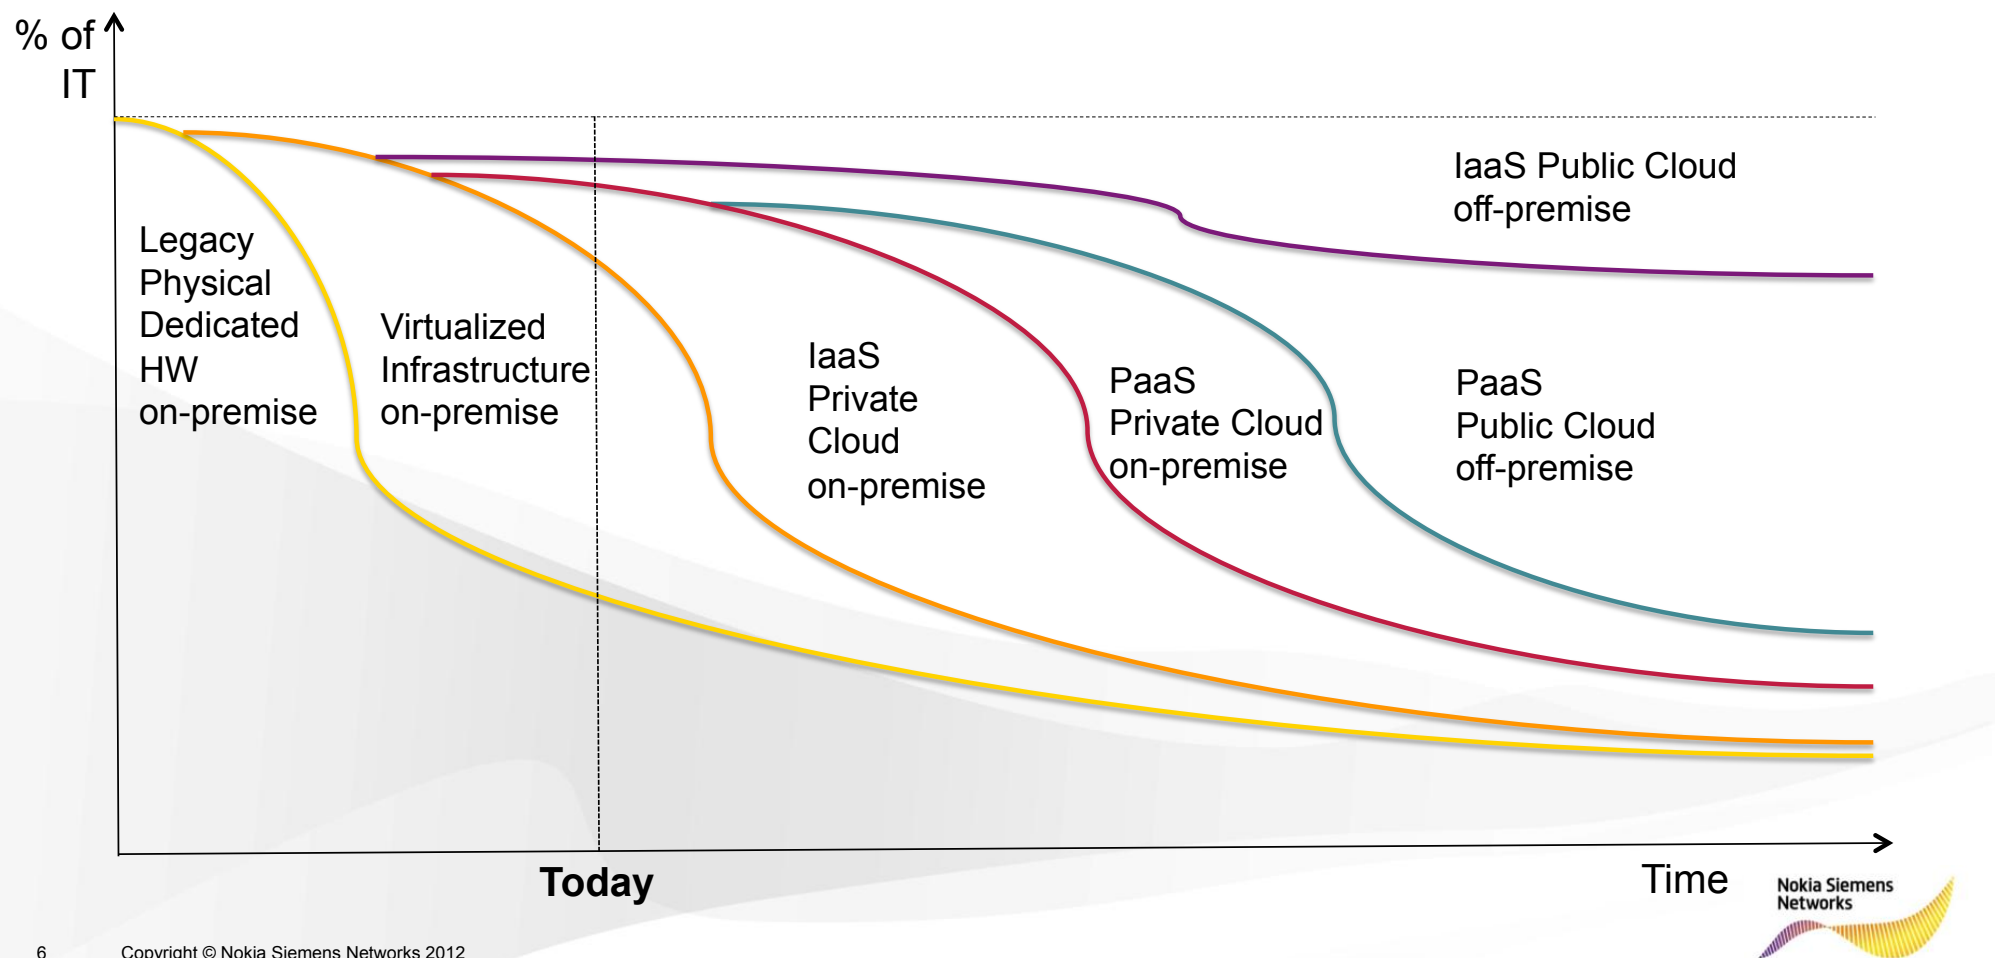 % of
IT
Legacy
Physical
Dedicated
HW
on-premise
Virtualized
Infrastructure
on-premise
IaaS
Private
Cloud
on-premise
PaaS
Private Cloud
on-premise
IaaS Public Cloud
off-premise
PaaS
Public Cloud
off-premise
Today
Time
Nokia Siemens
Networks
6
Copyright © Nokia Siemens Networks 2012